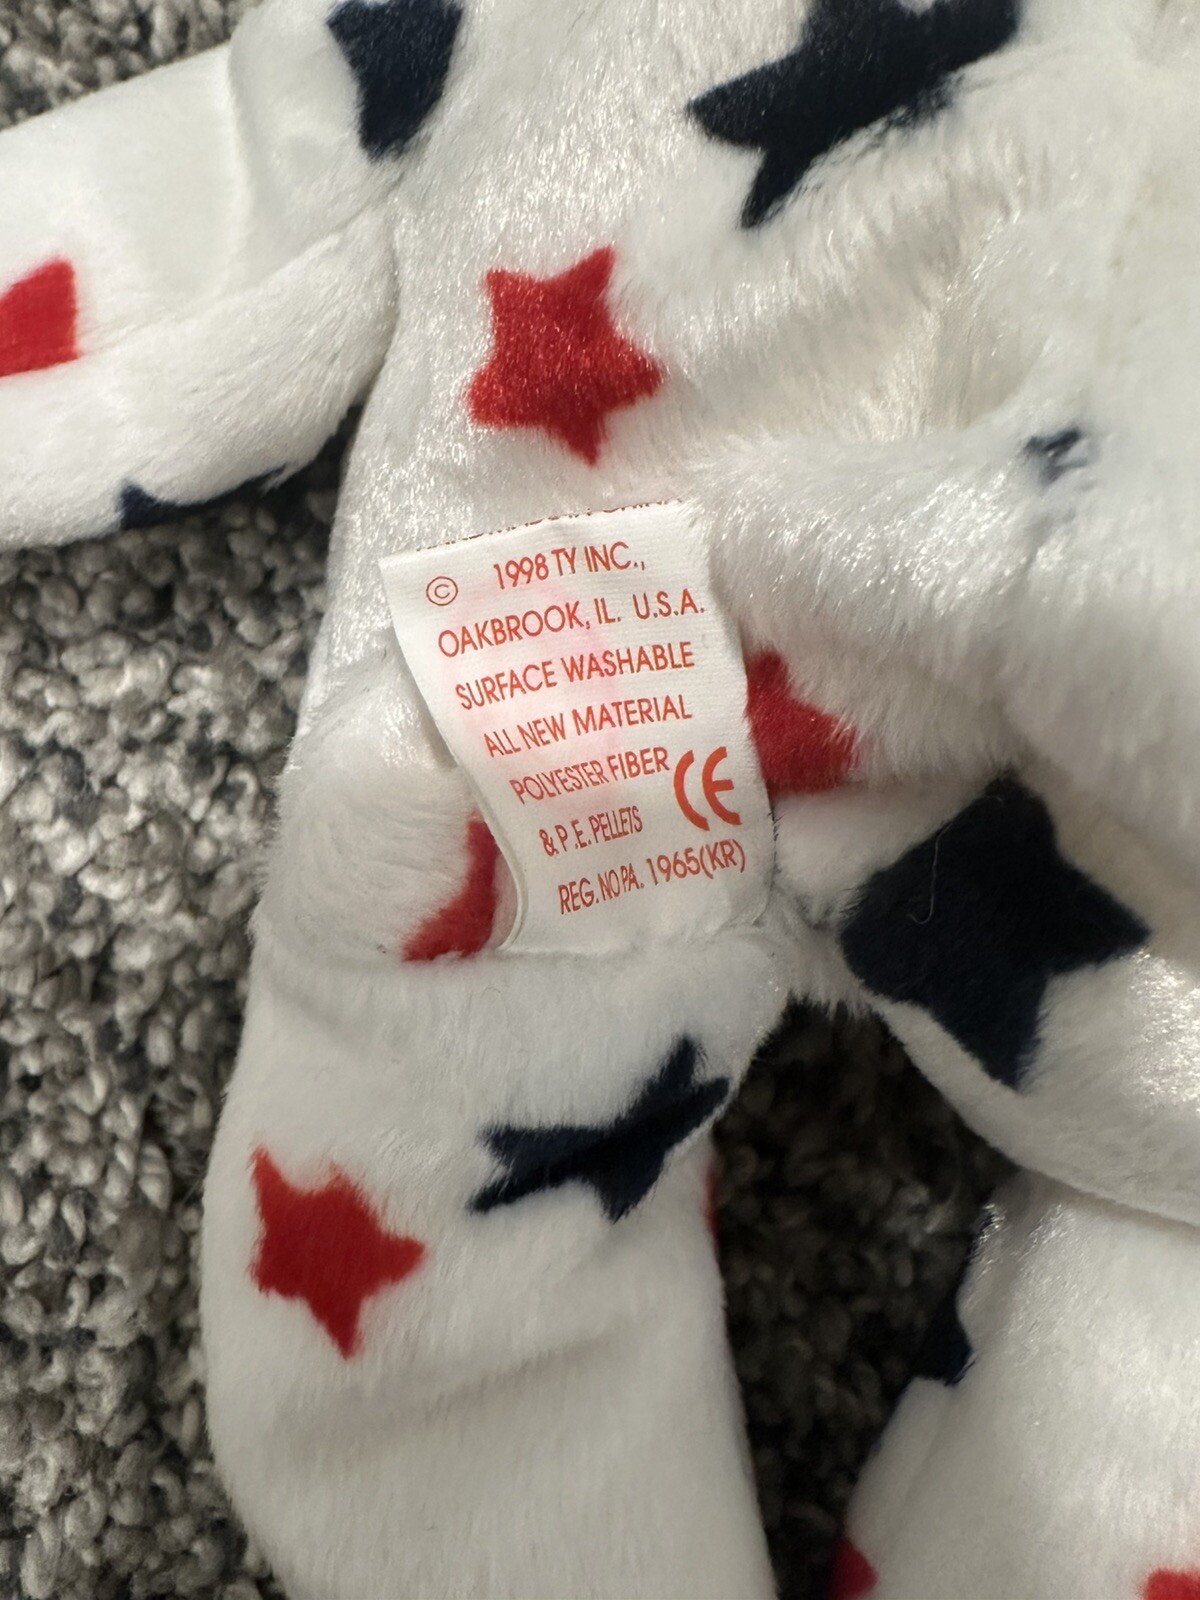 © 1998 TY INC.,
OAKBROOK, IL. U.S.A.
SURFACE WASHABLE
ALL NEW MATERIAL
POLYESTER FIBER
& P.E. PELLETS CE
REG. NO PA. 1965(KR)